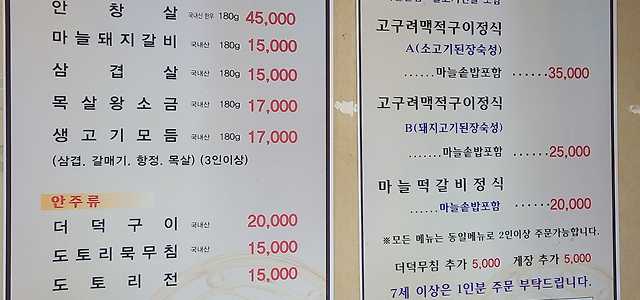 안창살 국내산 한우 180g 45,000
마늘돼지갈비 국내산 180g 15,000
삼겹살 국내산 180g 15,000
목살왕소금 국내산 180g 17,000
생고기모듬 국내산 180g 17,000
(삼겹, 갈매기, 항정, 목살) (3인이상)
안주류
더덕구이 국내산 20,000
도토리묵무침 국내산 15,000
도토리전 국내산 15,000
고구려맥적구이정식
A(소고기된장숙성)
......마늘솥밥포함 ......35,000
고구려맥적구이정식
B(돼지고기된장숙성)
......마늘솥밥포함 ......25,000
마늘떡갈비정식
......마늘솥밥포함 ......20,000
※모든 메뉴는 동일메뉴로 2인이상 주문가능합니다.
더덕무침 추가 5,000 게장 추가 5,000
7세 이상은 1인분 주문 부탁드립니다.